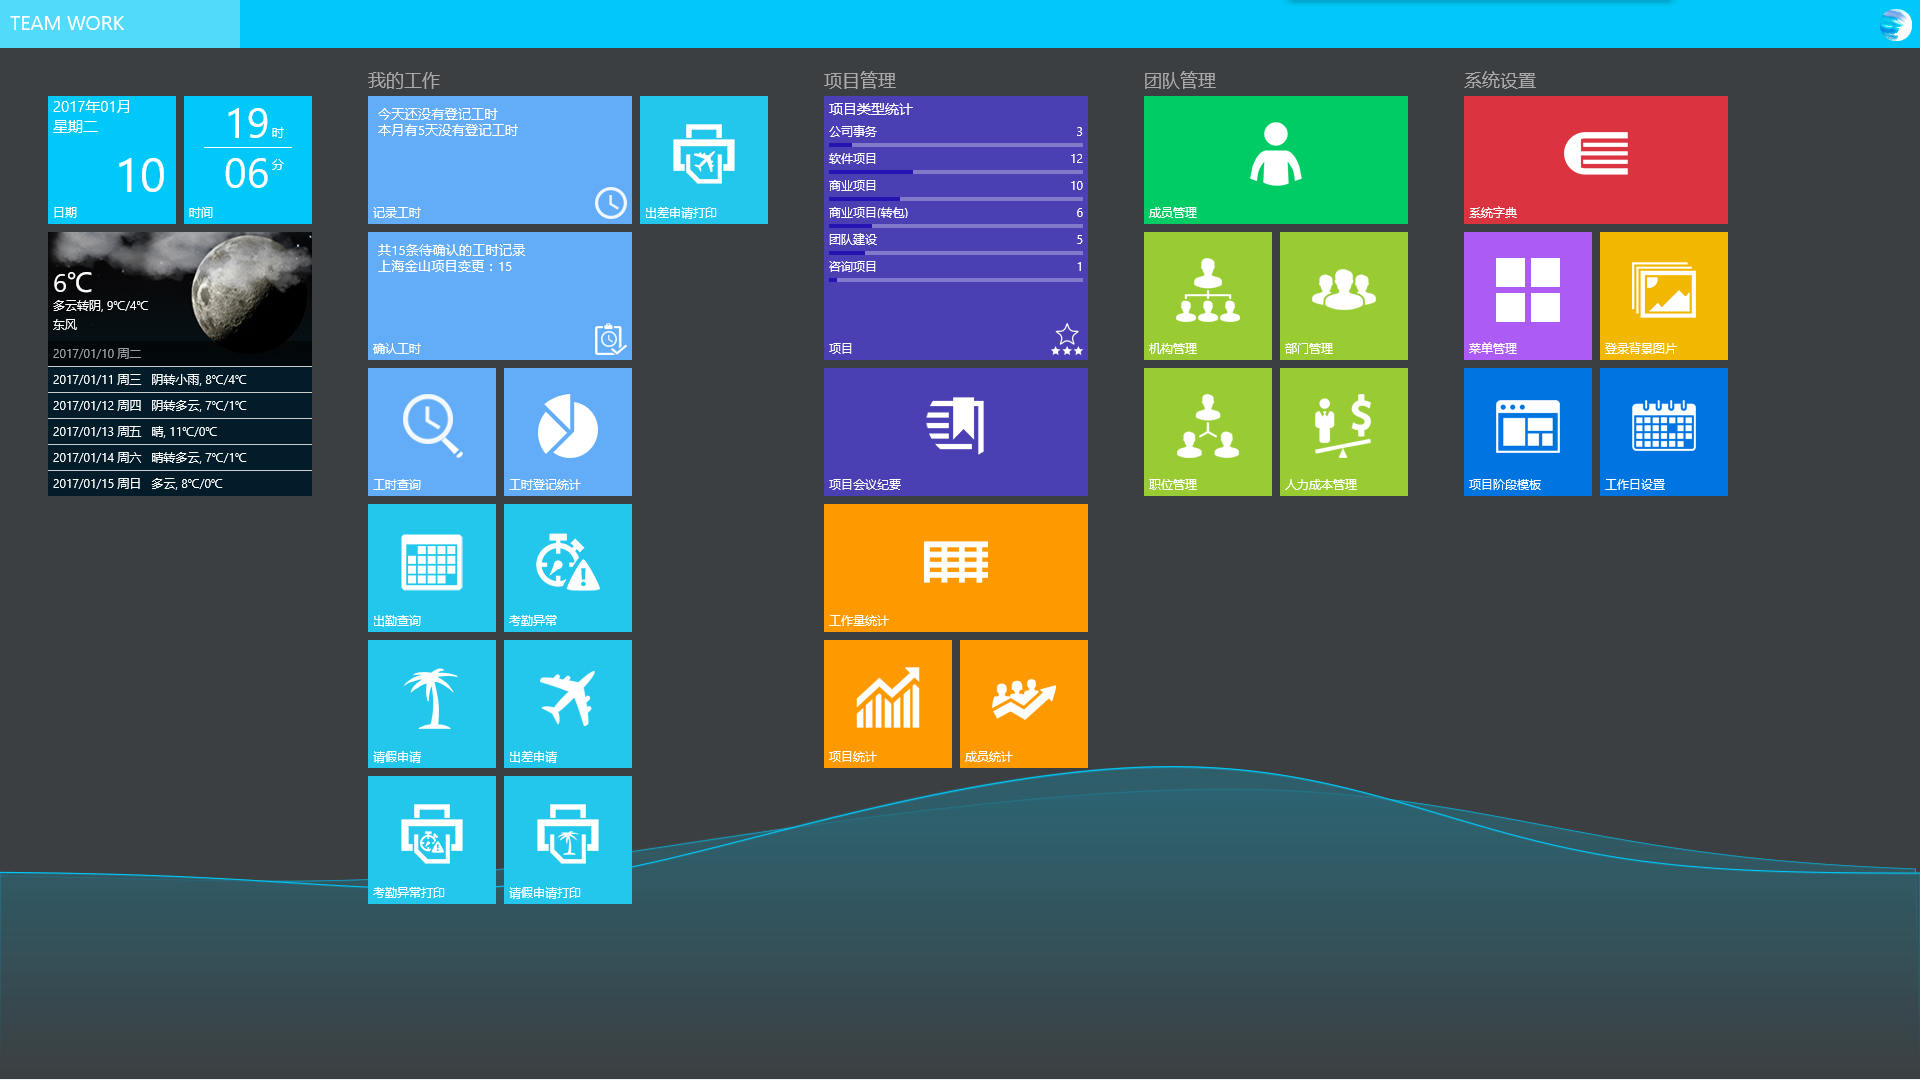 TEAM WORK
2017年01月
星期二
10
日期
19时
06分
时间
6℃
多云转阴, 9℃/4℃
东风
2017/01/10 周二
2017/01/11 周三 阴转小雨, 8℃/4℃
2017/01/12 周四 阴转多云, 7℃/1℃
2017/01/13 周五 晴, 11℃/0℃
2017/01/14 周六 晴转多云, 7℃/1℃
2017/01/15 周日 多云, 8℃/0℃
我的工作
今天还没有登记工时
本月有5天没有登记工时
记录工时
出差申请打印
共15条待确认的工时记录
上海金山项目变更：15
确认工时
工时查询
工时登记统计
出勤查询
考勤异常
请假申请
出差申请
考勤异常打印
请假申请打印
项目管理
项目类型统计
公司事务 3
软件项目 12
商业项目 10
商业项目(转包) 6
团队建设 5
咨询项目 1
项目
项目会议纪要
工作量统计
项目统计
成员统计
团队管理
成员管理
机构管理
部门管理
职位管理
人力成本管理
系统设置
系统字典
菜单管理
登录背景图片
项目阶段模板
工作日设置